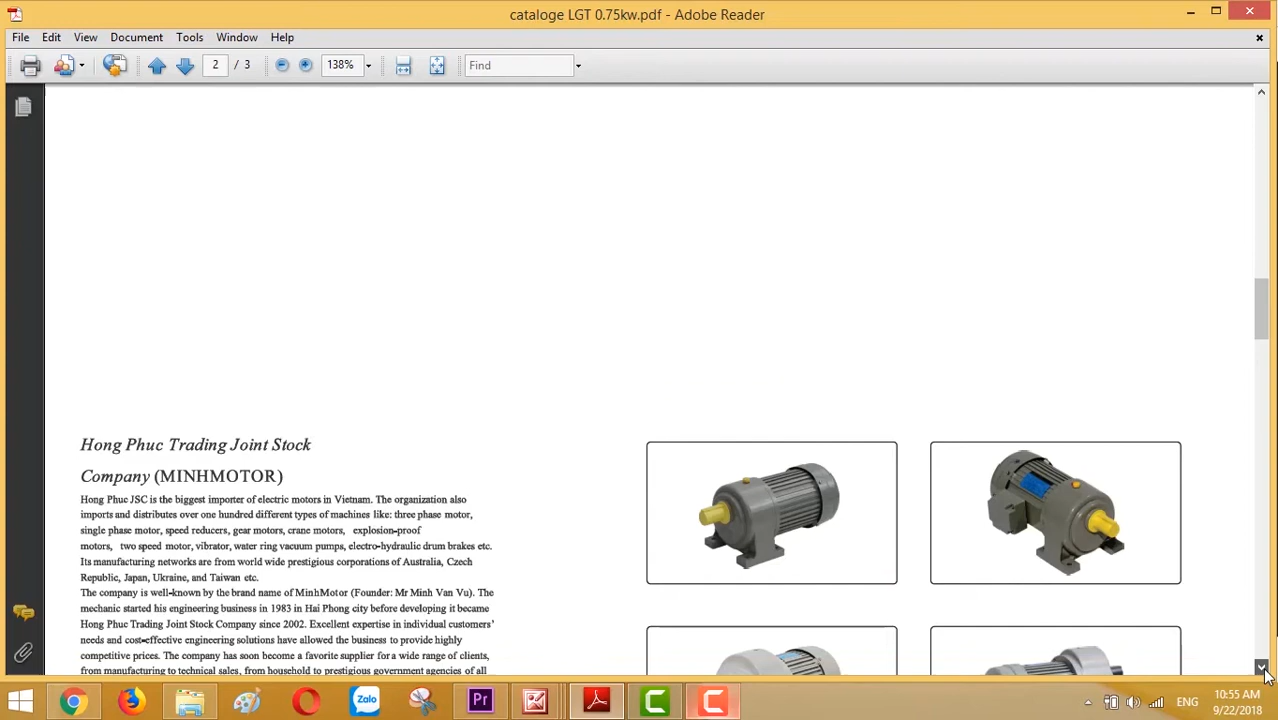 cataloge LGT 0.75kw.pdf - Adobe Reader
File Edit View Document Tools Window Help
2 / 3 138% Find
Hong Phuc Trading Joint Stock
Company (MINHMOTOR)
Hong Phuc JSC is the biggest importer of electric motors in Vietnam. The organization also
imports and distributes over one hundred different types of machines like: three phase motor,
single phase motor, speed reducers, gear motors, crane motors, explosion-proof
motors, two speed motor, vibrator, water ring vacuum pumps, electro-hydraulic drum brakes etc.
Its manufacturing networks are from world wide prestigious corporations of Australia, Czech
Republic, Japan, Ukraine, and Taiwan etc.
The company is well-known by the brand name of MinhMotor (Founder: Mr Minh Van Vu). The
mechanic started his engineering business in 1983 in Hai Phong city before developing it became
Hong Phuc Trading Joint Stock Company since 2002. Excellent expertise in individual customers'
needs and cost-effective engineering solutions have allowed the business to provide highly
competitive prices. The company has soon become a favorite supplier for a wide range of clients,
from manufacturing to technical sales, from household to prestigious government agencies of all
Zalo
Pr
C
C
ENG
10:55 AM
9/22/2018